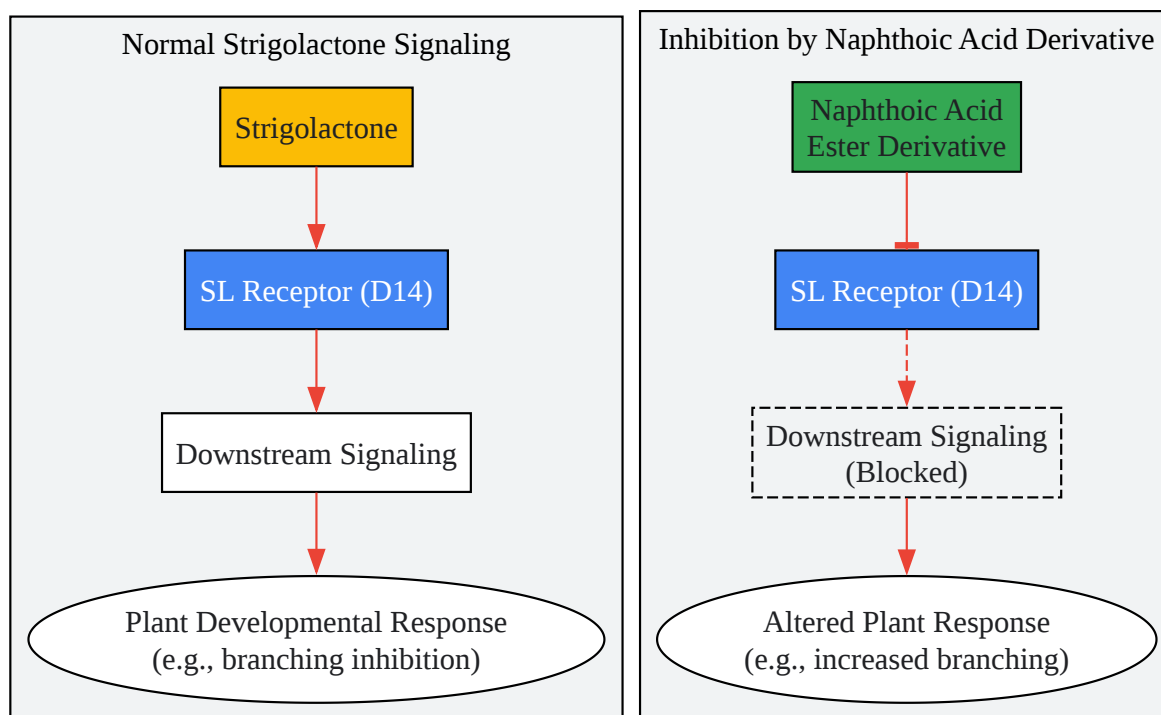 Normal Strigolactone Signaling
Strigolactone
SL Receptor (D14)
Downstream Signaling
Plant Developmental Response
(e.g., branching inhibition)
Inhibition by Naphthoic Acid Derivative
Naphthoic Acid
Ester Derivative
SL Receptor (D14)
Downstream Signaling
(Blocked)
Altered Plant Response
(e.g., increased branching)